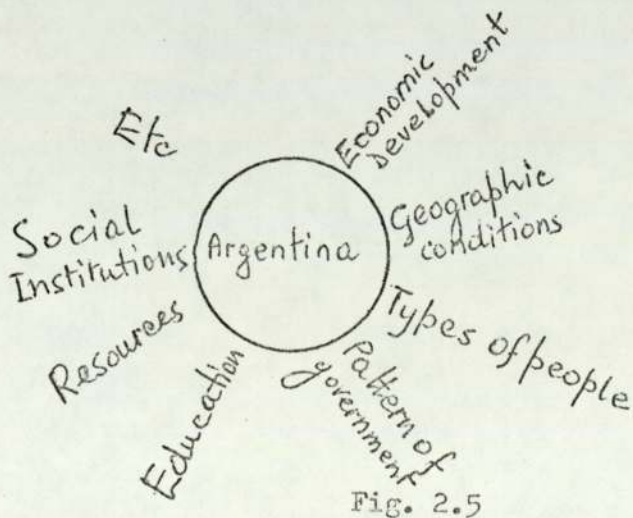 Etc
Economic
Development
Geographic
conditions
Social
Institutions
Argentina
Types of people
Resources
Pattern of
government
Education
Fig. 2.5